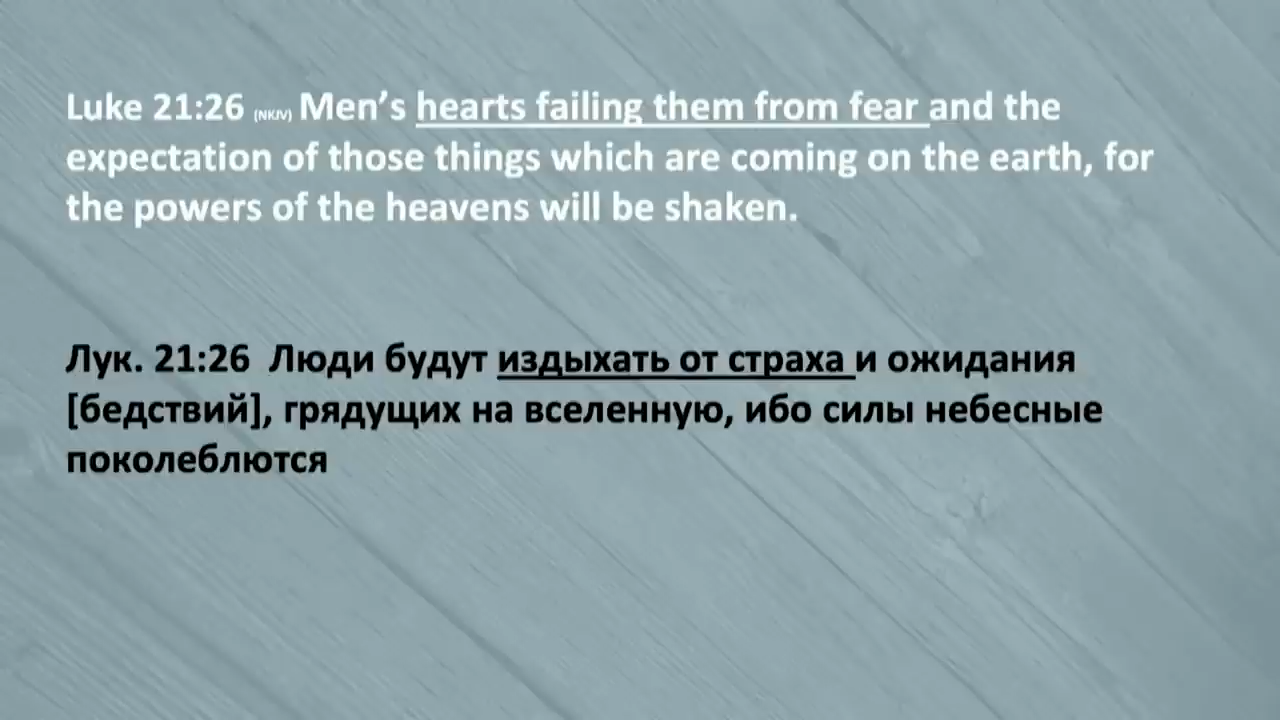 Luke 21:26 (NKJV) Men’s hearts failing them from fear and the
expectation of those things which are coming on the earth, for
the powers of the heavens will be shaken.
Лук. 21:26 Люди будут издыхать от страха и ожидания
[бедствий], грядущих на вселенную, ибо силы небесные
поколеблются